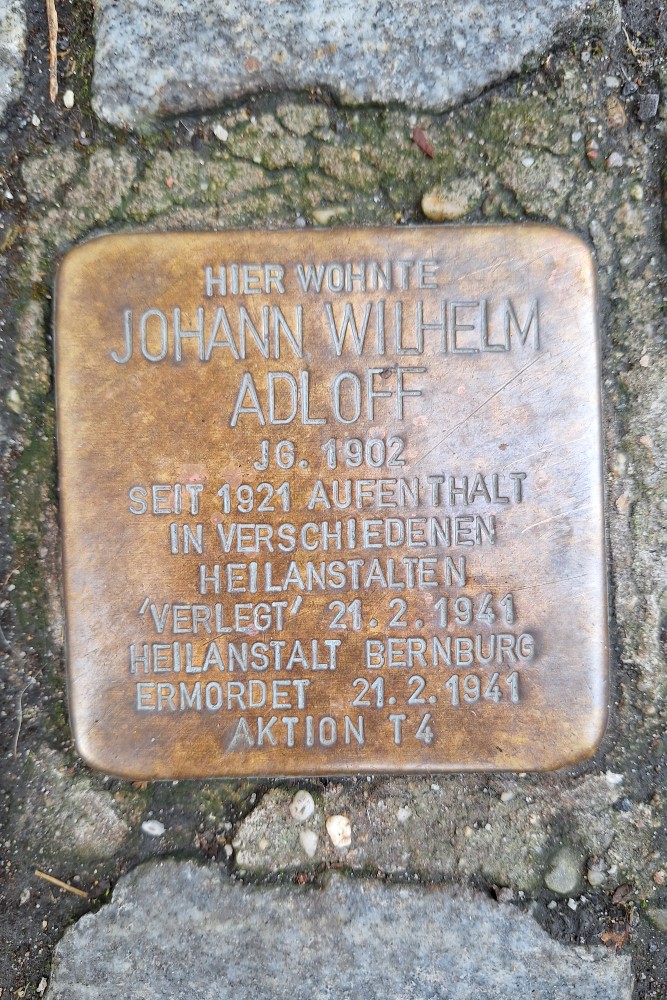 HIER WOHNTE
JOHANN WILHELM
ADLOFF
JG. 1902
SEIT 1921 AUFENTHALT
IN VERSCHIEDENEN
HEILANSTALTEN
'VERLEGT' 21.2.1941
HEILANSTALT BERNBURG
ERMORDET 21.2.1941
AKTION T4